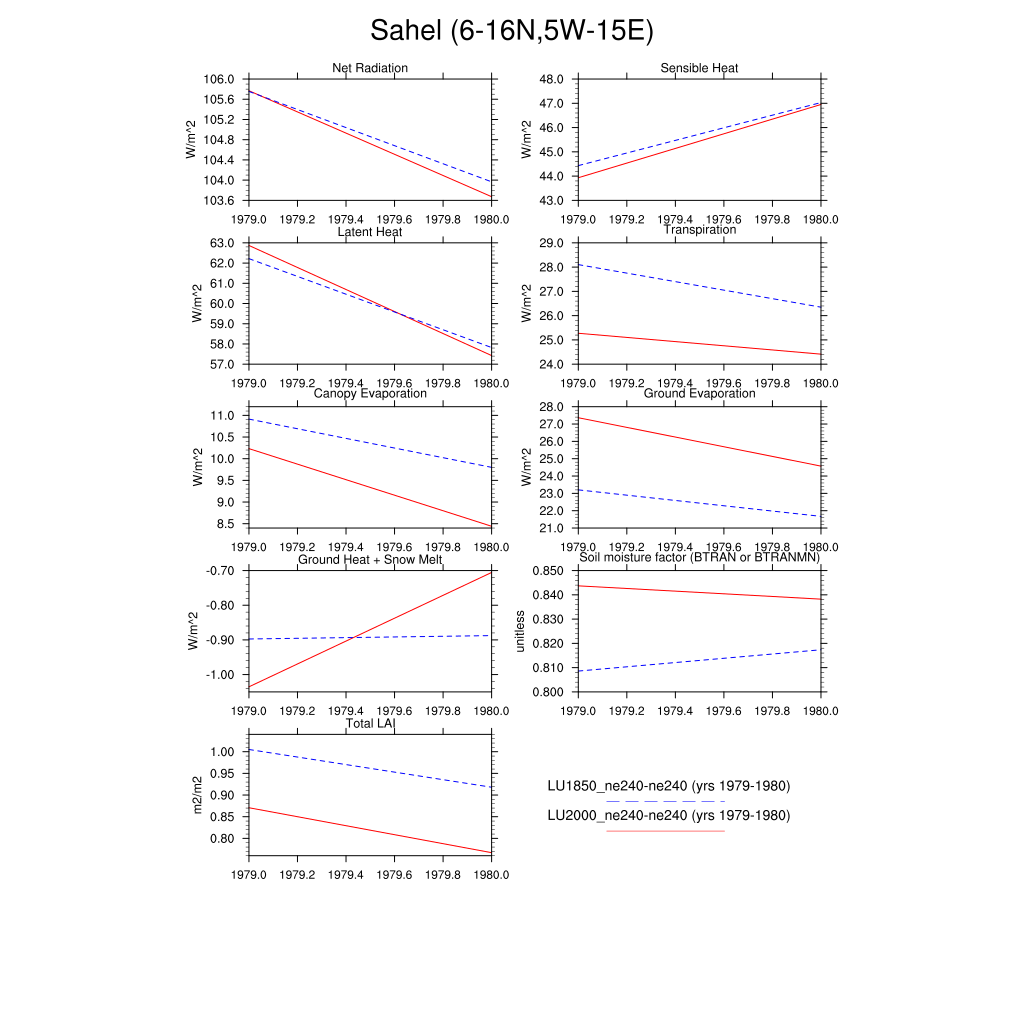 Sahel (6-16N,5W-15E)
Net Radiation
W/m^2
106.0
105.6
105.2
104.8
104.4
104.0
103.6
1979.0 1979.2 1979.4 1979.6 1979.8 1980.0
Sensible Heat
W/m^2
48.0
47.0
46.0
45.0
44.0
43.0
1979.0 1979.2 1979.4 1979.6 1979.8 1980.0
Latent Heat
W/m^2
63.0
62.0
61.0
60.0
59.0
58.0
57.0
1979.0 1979.2 1979.4 1979.6 1979.8 1980.0
Transpiration
W/m^2
29.0
28.0
27.0
26.0
25.0
24.0
1979.0 1979.2 1979.4 1979.6 1979.8 1980.0
Canopy Evaporation
W/m^2
11.0
10.5
10.0
9.5
9.0
8.5
1979.0 1979.2 1979.4 1979.6 1979.8 1980.0
Ground Evaporation
W/m^2
28.0
27.0
26.0
25.0
24.0
23.0
22.0
21.0
1979.0 1979.2 1979.4 1979.6 1979.8 1980.0
Ground Heat + Snow Melt
W/m^2
-0.70
-0.80
-0.90
-1.00
1979.0 1979.2 1979.4 1979.6 1979.8 1980.0
Soil moisture factor (BTRAN or BTRANMN)
unitless
0.850
0.840
0.830
0.820
0.810
0.800
1979.0 1979.2 1979.4 1979.6 1979.8 1980.0
Total LAI
m2/m2
1.00
0.95
0.90
0.85
0.80
1979.0 1979.2 1979.4 1979.6 1979.8 1980.0
LU1850_ne240-ne240 (yrs 1979-1980)
LU2000_ne240-ne240 (yrs 1979-1980)